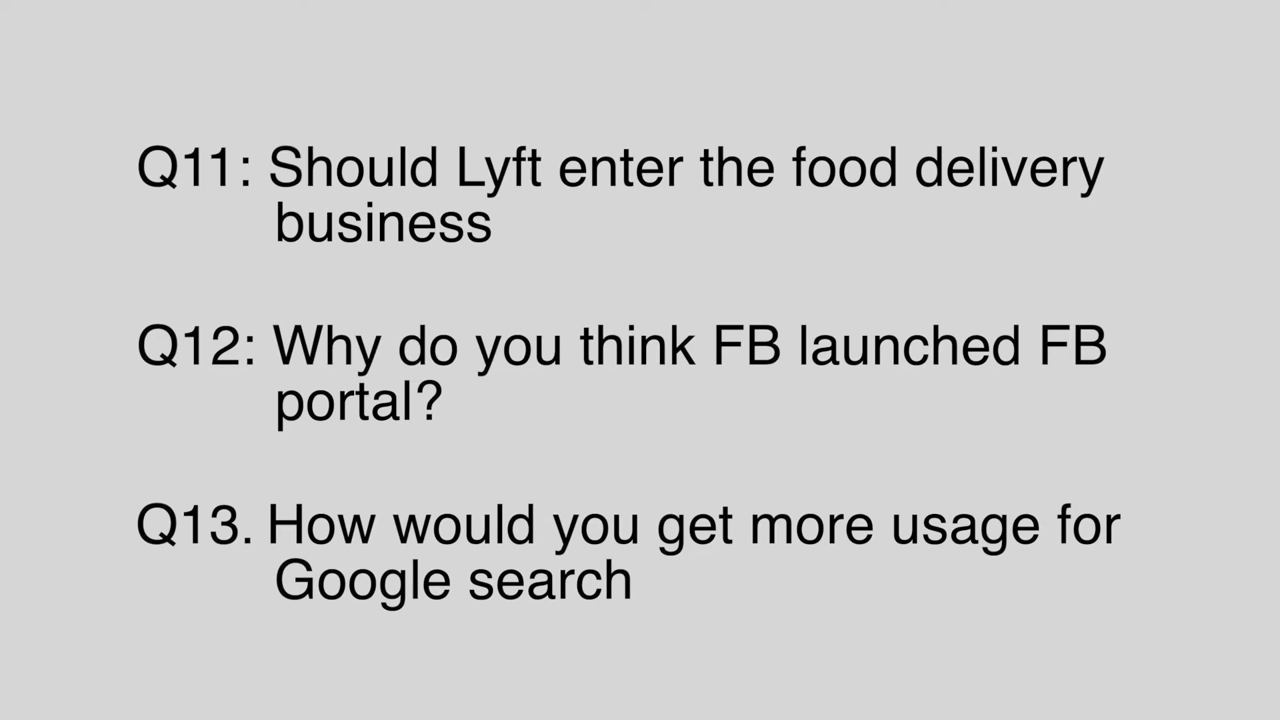 Q11: Should Lyft enter the food delivery
business
Q12: Why do you think FB launched FB
portal?
Q13. How would you get more usage for
Google search